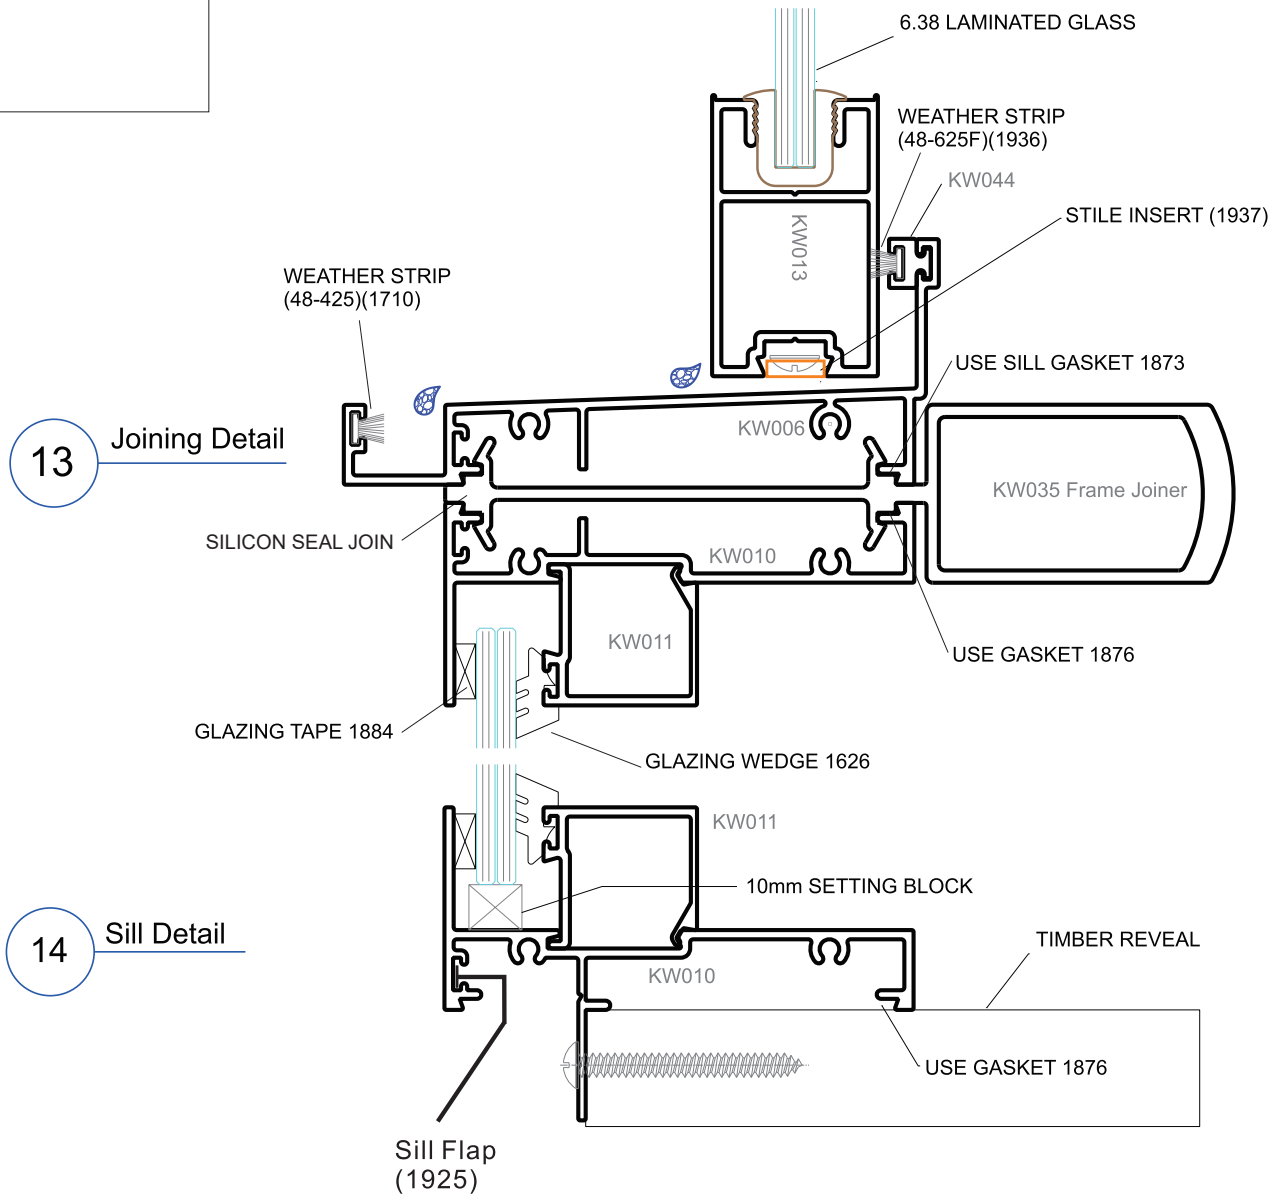 6.38 LAMINATED GLASS
WEATHER STRIP
(48-625F)(1936)
KW044
STILE INSERT (1937)
KW013
WEATHER STRIP
(48-425)(1710)
USE SILL GASKET 1873
13
Joining Detail
KW006
KW035 Frame Joiner
SILICON SEAL JOIN
KW010
KW011
USE GASKET 1876
GLAZING TAPE 1884
GLAZING WEDGE 1626
KW011
10mm SETTING BLOCK
14
Sill Detail
TIMBER REVEAL
KW010
USE GASKET 1876
Sill Flap
(1925)